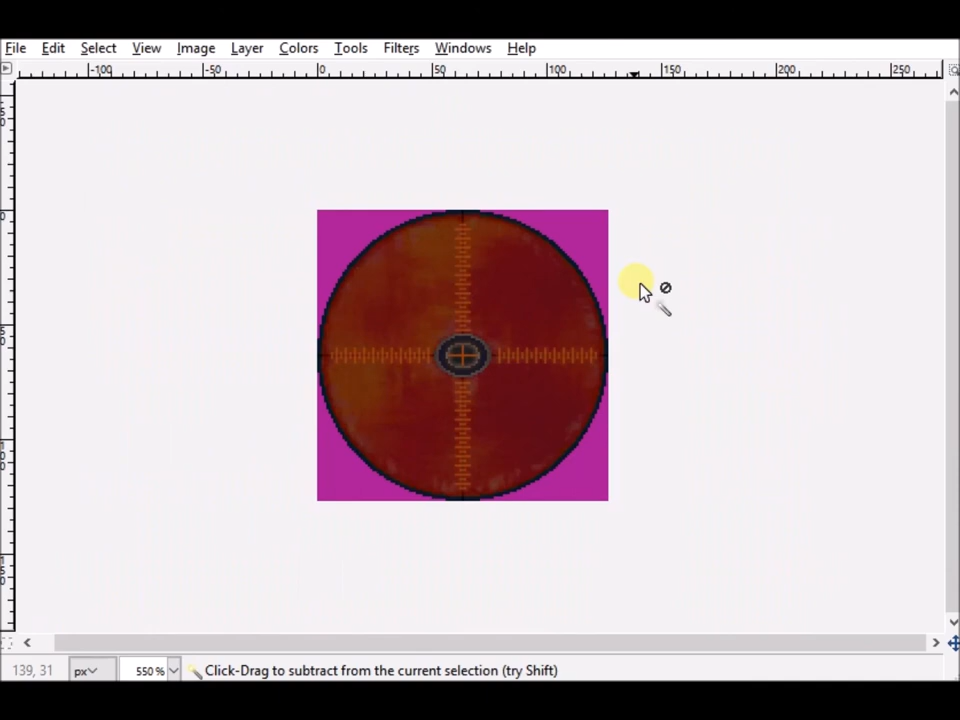 File Edit Select View Image Layer Colors Tools Filters Windows Help
-100 -50 0 50 100 150 200 250
139, 31 px 550 % Click-Drag to subtract from the current selection (try Shift)